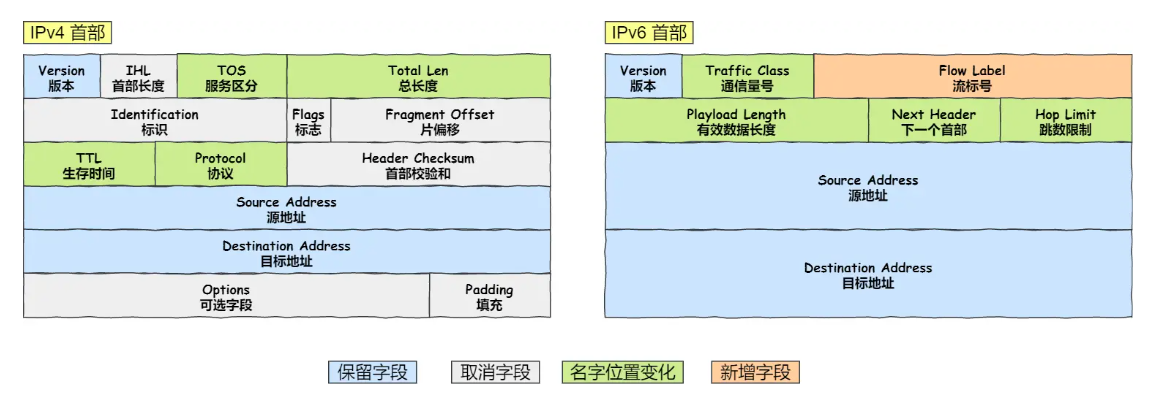 IPv4 首部
Version
版本
IHL
首部长度
TOS
服务区分
Total Len
总长度
Identification
标识
Flags
标志
Fragment Offset
片偏移
TTL
生存时间
Protocol
协议
Header Checksum
首部校验和
Source Address
源地址
Destination Address
目标地址
Options
可选字段
Padding
填充
IPv6 首部
Version
版本
Traffic Class
通信量号
Flow Label
流标号
Playload Length
有效数据长度
Next Header
下一个首部
Hop Limit
跳数限制
Source Address
源地址
Destination Address
目标地址
保留字段
取消字段
名字位置变化
新增字段